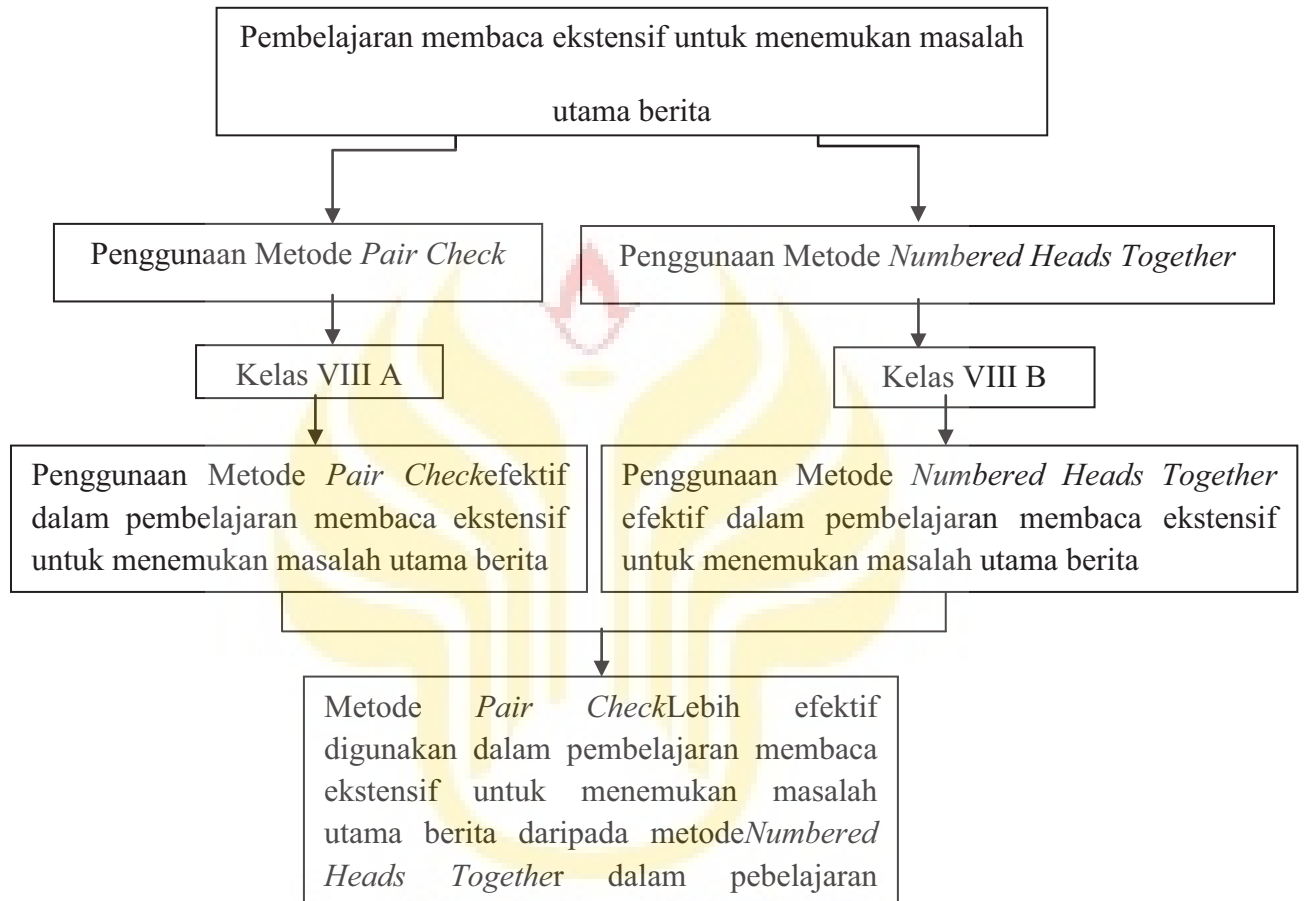 Pembelajaran membaca ekstensif untuk menemukan masalah
utama berita
Penggunaan Metode Pair Check
Penggunaan Metode Numbered Heads Together
Kelas VIII A
Kelas VIII B
Penggunaan Metode Pair Checkefektif
dalam pembelajaran membaca ekstensif
untuk menemukan masalah utama berita
Penggunaan Metode Numbered Heads Together
efektif dalam pembelajaran membaca ekstensif
untuk menemukan masalah utama berita
Metode Pair CheckLebih efektif
digunakan dalam pembelajaran membaca
ekstensif untuk menemukan masalah
utama berita daripada metodeNumbered
Heads Together dalam pebelajaran